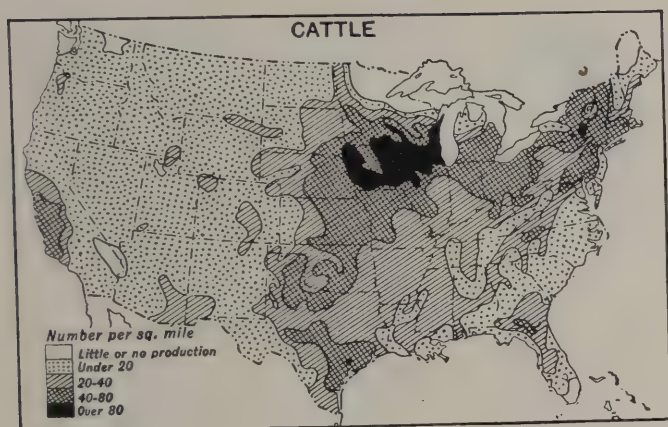 CATTLE
Number per sq. mile
Little or no production
Under 20
20-40
40-80
Over 80